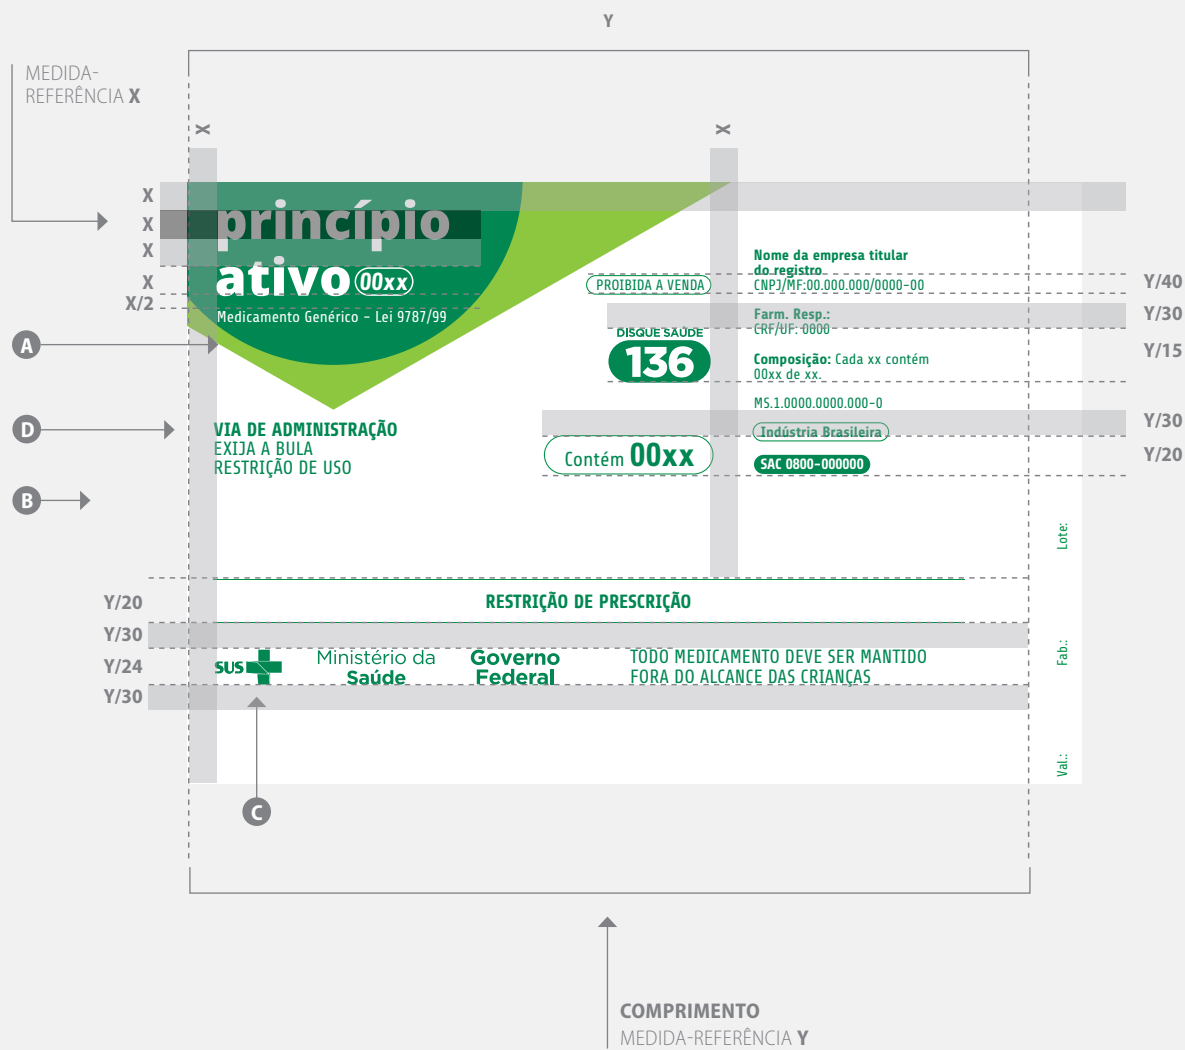 Y
MEDIDA-
REFERÊNCIA X
X
X
X
X
X
X
X/2
princípio
ativo 00xx
Medicamento Genérico - Lei 9787/99
PROIBIDA A VENDA
DISQUE SAÚDE
136
Contém 00xx
Nome da empresa titular
do registro
CNPJ/MF:00.000.000/0000-00
Farm. Resp.:
CRF/UF: 0800
Composição: Cada xx contém
00xx de xx.
MS.1.0000.0000.000-0
Indústria Brasileira
SAC 0800-000000
Y/40
Y/30
Y/15
Y/30
Y/20
A
D
B
VIA DE ADMINISTRAÇÃO
EXIJA A BULA
RESTRIÇÃO DE USO
Lote:
Fab.:
Val.:
Y/20
Y/30
Y/24
Y/30
RESTRIÇÃO DE PRESCRIÇÃO
SUS
Ministério da
Saúde
Governo
Federal
TODO MEDICAMENTO DEVE SER MANTIDO
FORA DO ALCANCE DAS CRIANÇAS
C
COMPRIMENTO
MEDIDA-REFERÊNCIA Y